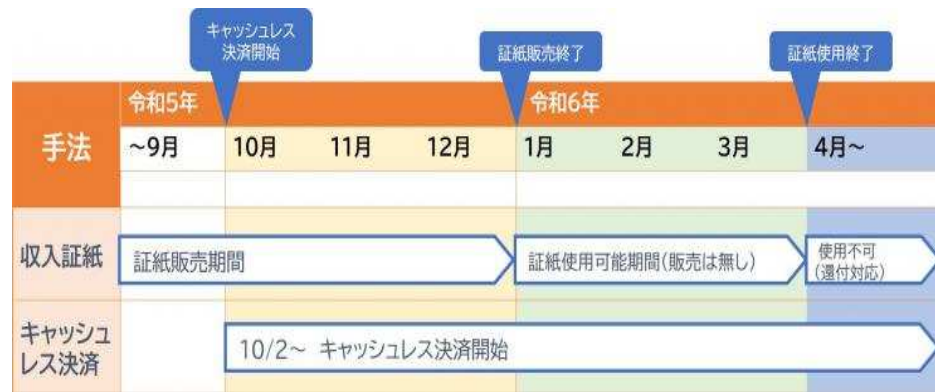 キャッシュレス
決済開始
証紙販売終了
証紙使用終了
手法
令和5年
令和6年
～9月
10月
11月
12月
1月
2月
3月
4月～
収入証紙
証紙販売期間
証紙使用可能期間(販売は無し)
使用不可
(還付対応)
キャッシュ
レス決済
10/2～ キャッシュレス決済開始